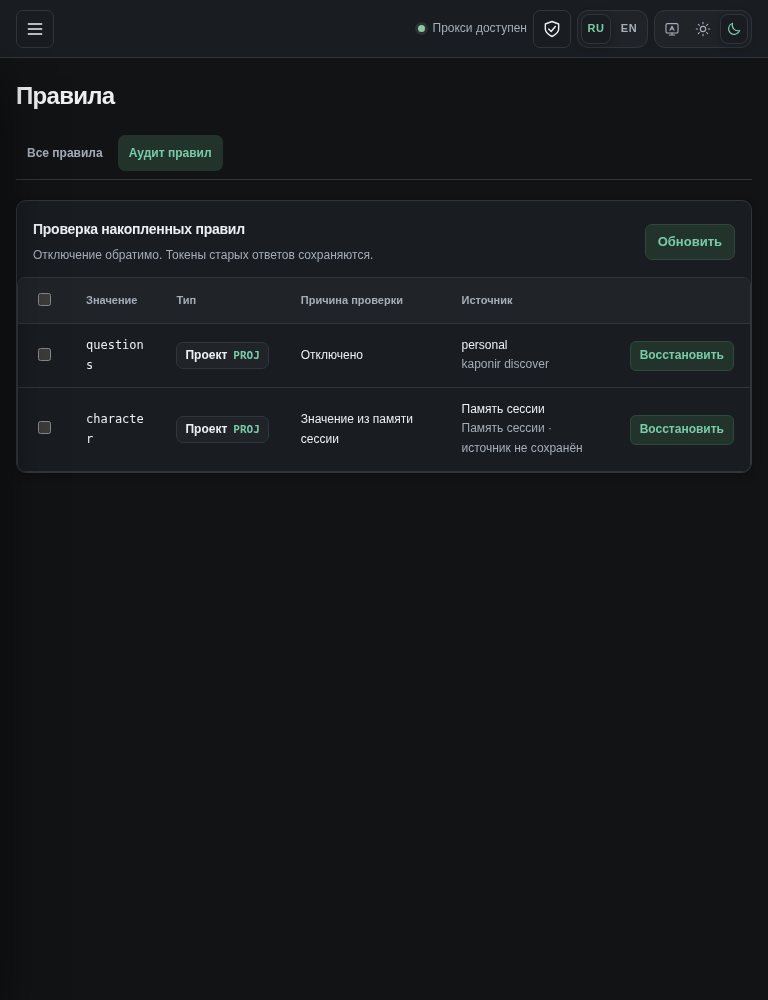 Прокси доступен
RU EN
Правила
Все правила Аудит правил
Проверка накопленных правил
Отключение обратимо. Токены старых ответов сохраняются.
Обновить
Значение Тип Причина проверки Источник
question
s
Проект PROJ
Отключено
personal
kaponir discover
Восстановить
characte
r
Проект PROJ
Значение из памяти
сессии
Память сессии
Память сессии ·
источник не сохранён
Восстановить